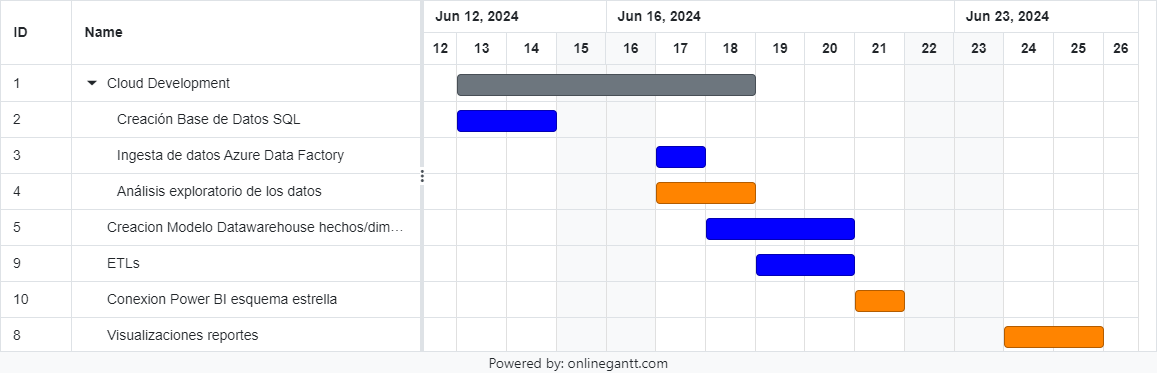 ID Name Jun 12, 2024 Jun 16, 2024 Jun 23, 2024
12 13 14 15 16 17 18 19 20 21 22 23 24 25 26
1 Cloud Development
2 Creación Base de Datos SQL
3 Ingesta de datos Azure Data Factory
4 Análisis exploratorio de los datos
5 Creacion Modelo Datawarehouse hechos/dim…
9 ETLs
10 Conexion Power BI esquema estrella
8 Visualizaciones reportes
Powered by: onlinegantt.com